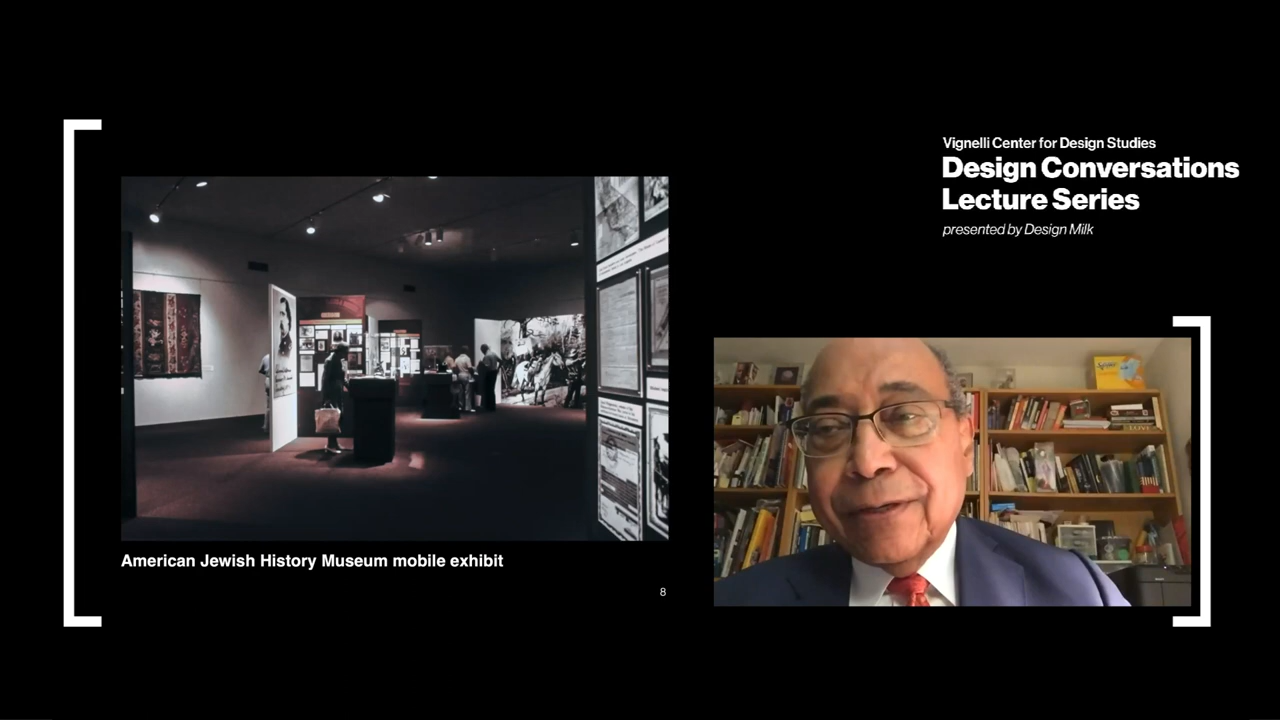 Vignelli Center for Design Studies
Design Conversations
Lecture Series
presented by Design Milk
American Jewish History Museum mobile exhibit
8